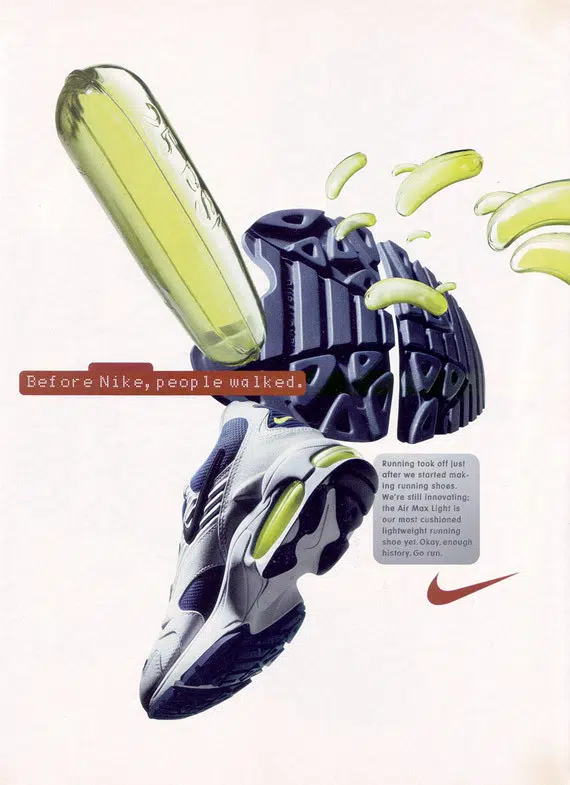 Before Nike, people walked.
Running took off just
after we started mak-
ing running shoes.
We're still innovating;
the Air Max Light is
our most cushioned
lightweight running
shoe yet. Okay, enough
history. Go run.